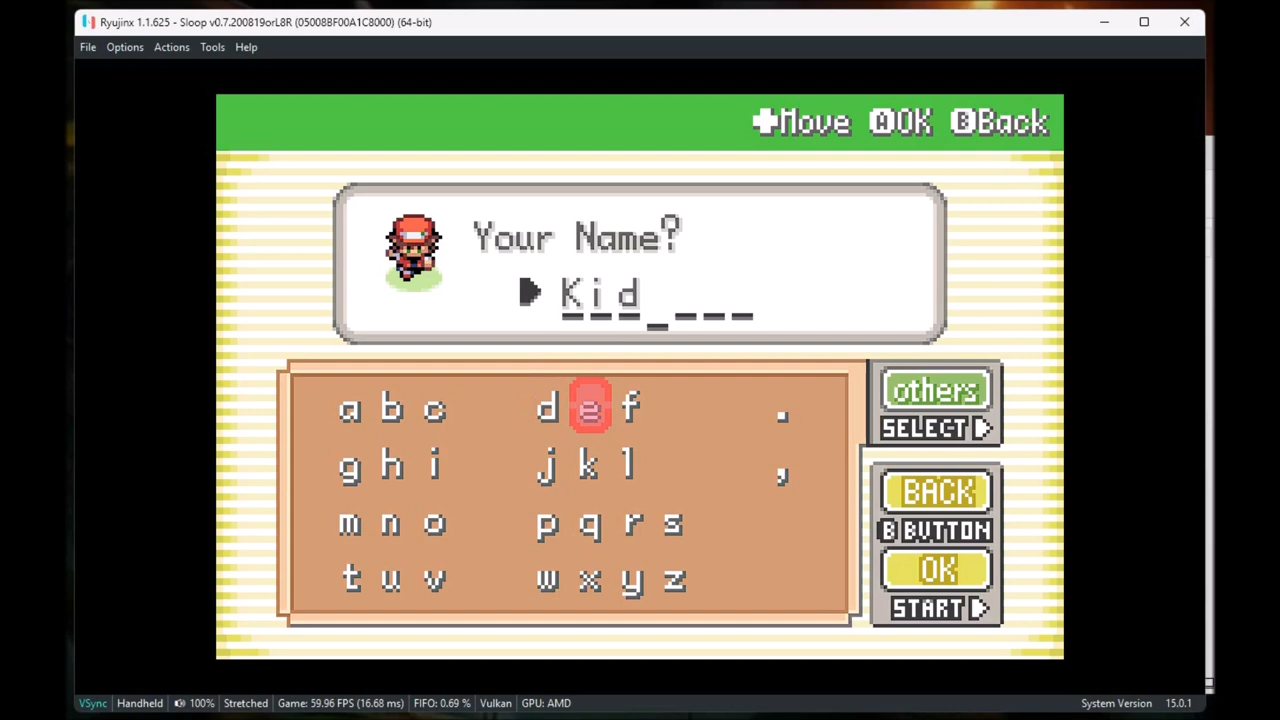 Ryujinx 1.1.625 - Sloop v0.7.200819orL8R (05008BF00A1C8000) (64-bit)
File Options Actions Tools Help
Move A OK B Back
Your Name?
Kid____
a b c d e f .
g h i j k l ,
m n o p q r s
t u v w x y z
others
SELECT
BACK
B BUTTON
OK
START
VSync Handheld 100% Stretched Game: 59.96 FPS (16.68 ms) FIFO: 0.69 % Vulkan GPU: AMD System Version 15.0.1